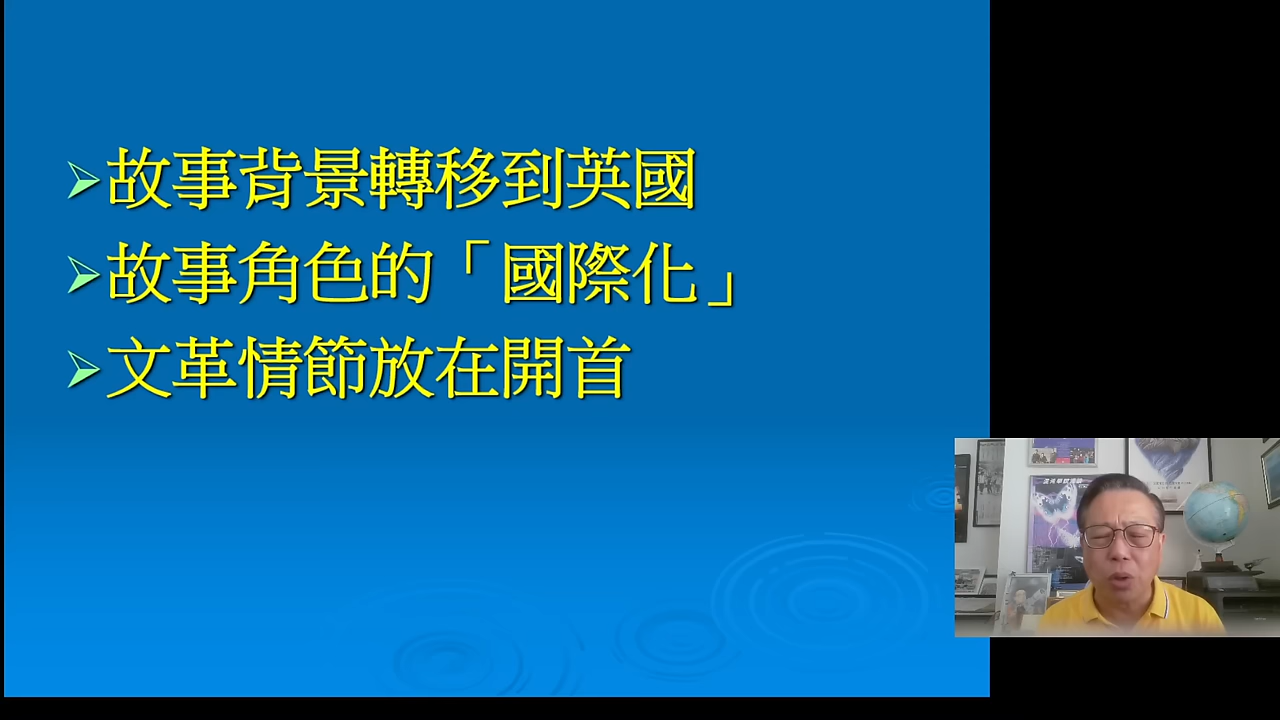 故事背景轉移到英國
故事角色的「國際化」
文革情節放在開首